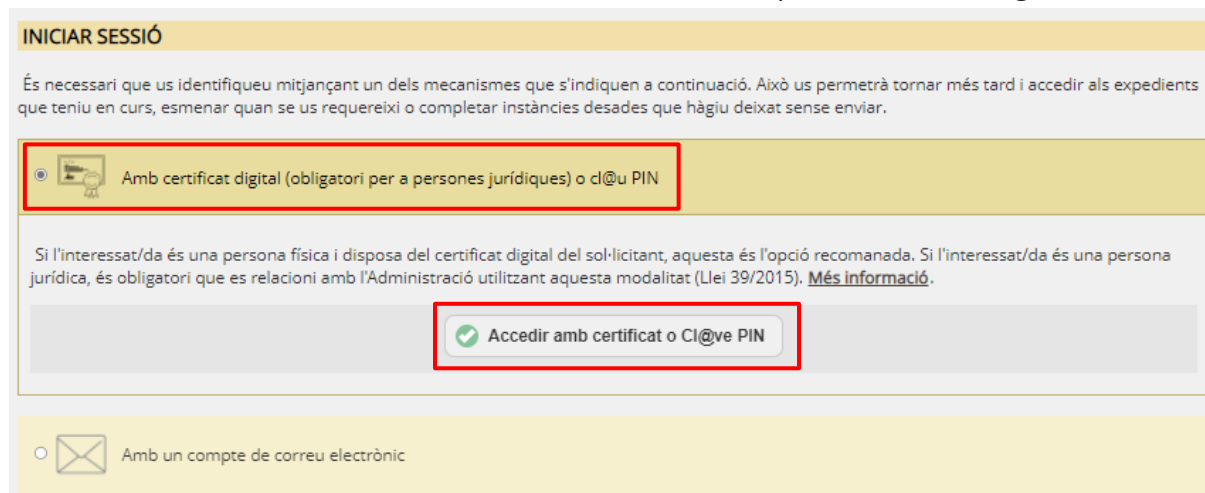 INICIAR SESSIÓ
És necessari que us identifiqueu mitjançant un dels mecanismes que s'indiquen a continuació. Això us permetrà tornar més tard i accedir als expedients
que teniu en curs, esmenar quan se us requereixi o completar instàncies desades que hàgiu deixat sense enviar.
Amb certificat digital (obligatori per a persones jurídiques) o cl@u PIN
Si l'interessat/da és una persona física i disposa del certificat digital del sol·licitant, aquesta és l'opció recomanada. Si l'interessat/da és una persona
jurídica, és obligatori que es relacioni amb l'Administració utilitzant aquesta modalitat (Llei 39/2015). Més informació.
Accedir amb certificat o Cl@ve PIN
Amb un compte de correu electrònic